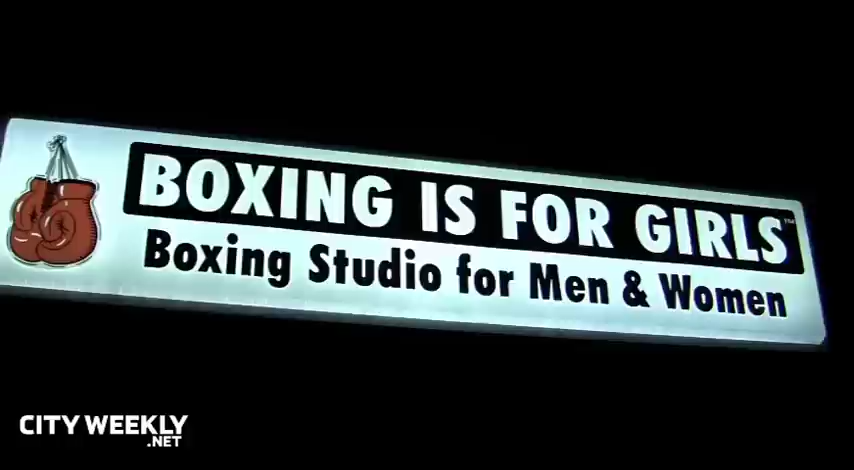 BOXING IS FOR GIRLS™
Boxing Studio for Men & Women
CITY WEEKLY
.NET